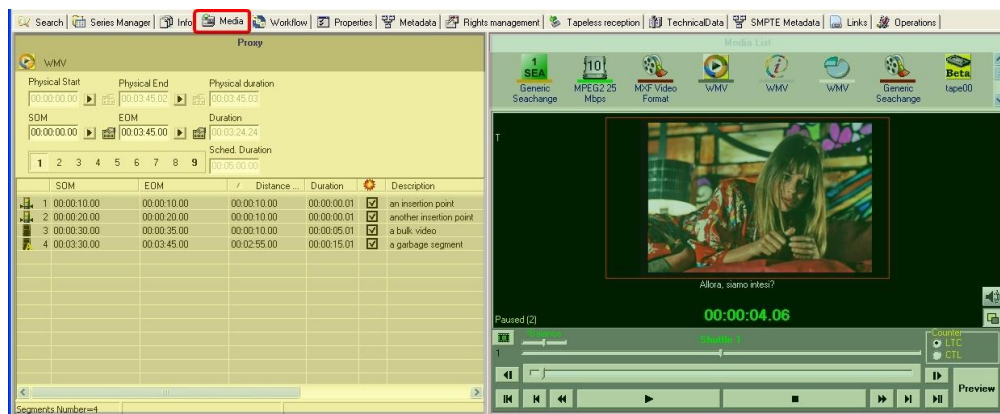 Search Series Manager Info Media Workflow Properties Metadata Rights management Tapeless reception TechnicalData SMPTE Metadata Links Operations
Proxy
WMV
Physical Start Physical End Physical duration
00:00:00.00 00:03:45.02 00:03:45.03
SOM EOM Duration
00:00:00.00 00:03:45.00 00:03:24.24
Sched. Duration
1 2 3 4 5 6 7 8 9 00:05:00.00
SOM EOM / Distance ... Duration Description
1 00:00:10.00 00:00:10.00 00:00:10.00 00:00:00.01 an insertion point
2 00:00:20.00 00:00:20.00 00:00:10.00 00:00:00.01 another insertion point
3 00:00:30.00 00:00:35.00 00:00:10.00 00:00:05.01 a bulk video
4 00:03:30.00 00:03:45.00 00:02:55.00 00:00:15.01 a garbage segment
Segments Number=4
Media List
1 SEA 10 Beta
Generic Seachange MPEG2 25 Mbps MXF Video Format WMV WMV WMV Generic Seachange tape00
T
Allora, siamo intesi?
Paused (2) 00:00:04.06
Shuttle 1
1
Counter
LTC
CTL
Preview